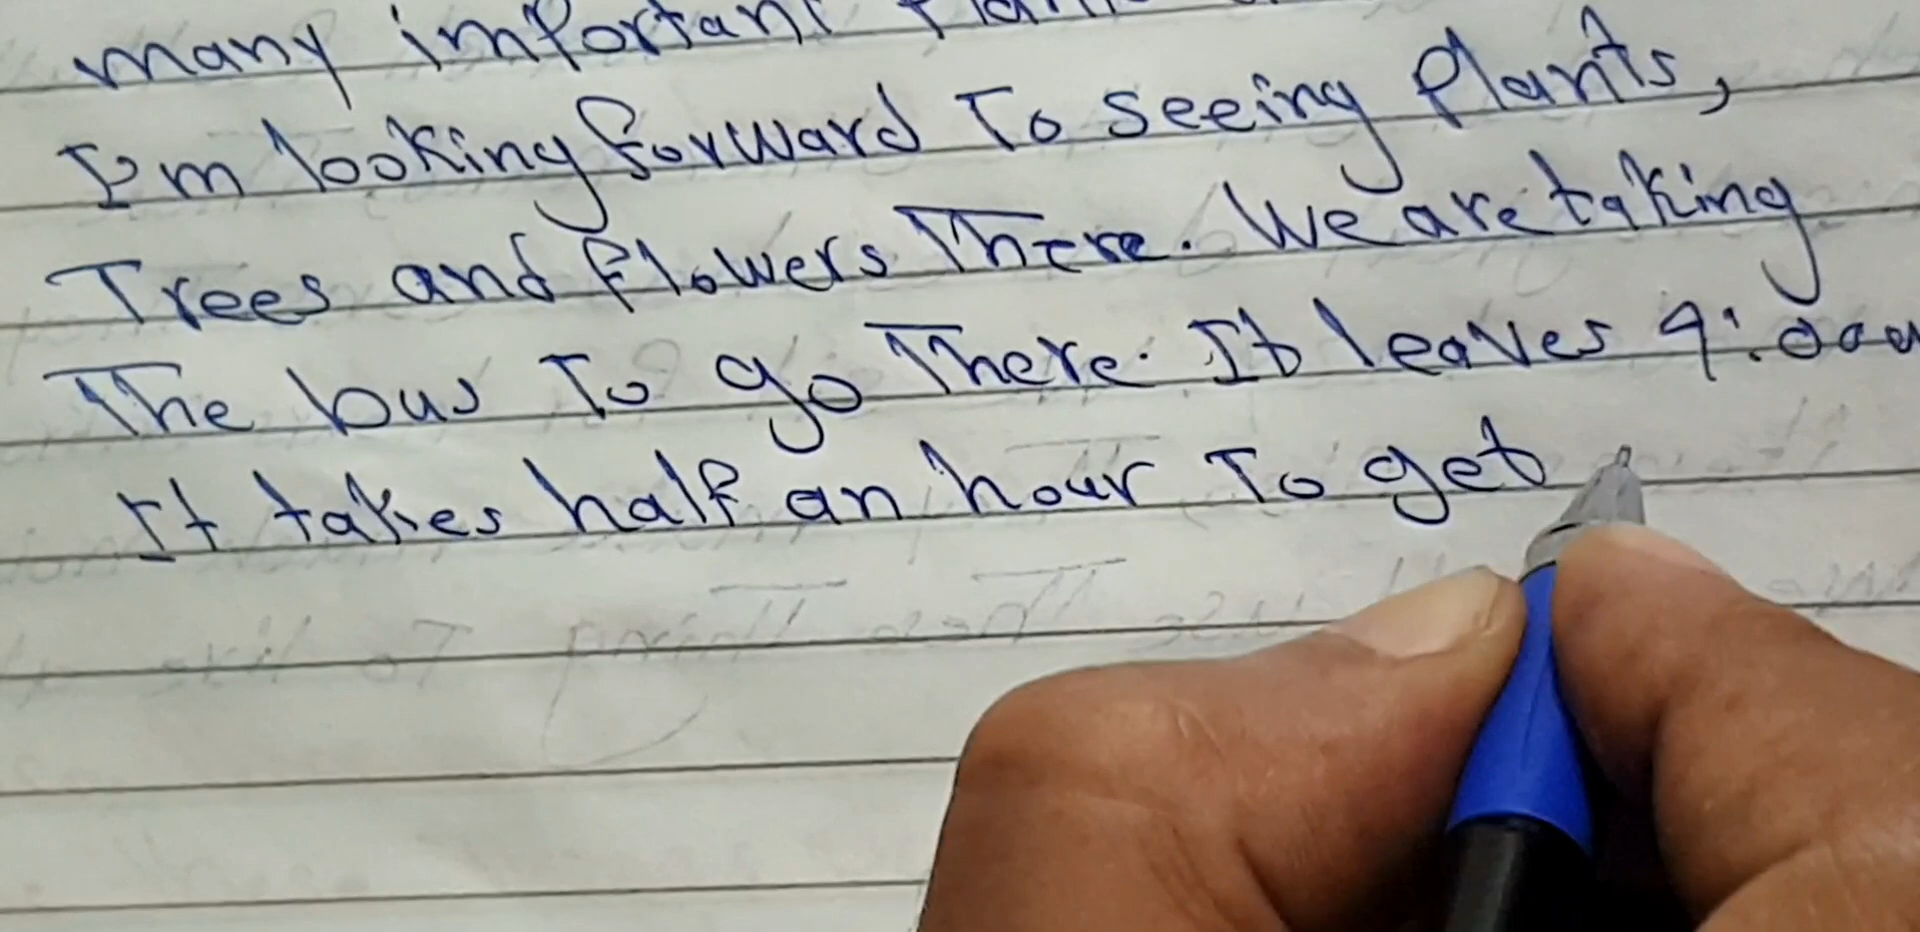 many important
I'm looking forward To seeing Plants,
Trees and flowers There. We are taking
The bus To go There. It leaves 9:00a
It takes half an hour To get